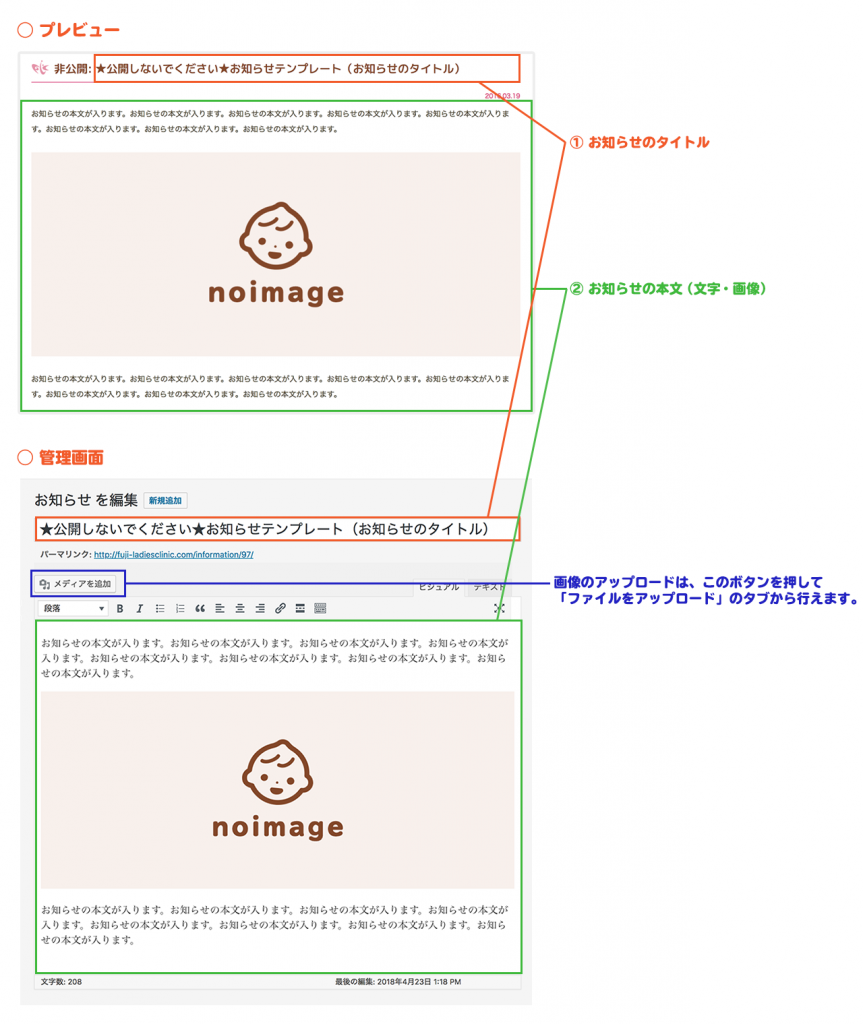 ○ プレビュー
非公開: ★公開しないでください★お知らせテンプレート（お知らせのタイトル）
2018.03.19
お知らせの本文が入ります。お知らせの本文が入ります。お知らせの本文が入ります。お知らせの本文が入ります。お知らせの本文が入りま
す。お知らせの本文が入ります。お知らせの本文が入ります。お知らせの本文が入ります。
① お知らせのタイトル
noimage
② お知らせの本文（文字・画像）
お知らせの本文が入ります。お知らせの本文が入ります。お知らせの本文が入ります。お知らせの本文が入ります。お知らせの本文が入りま
す。お知らせの本文が入ります。お知らせの本文が入ります。お知らせの本文が入ります。
○ 管理画面
お知らせ を編集 新規追加
★公開しないでください★お知らせテンプレート（お知らせのタイトル）
パーマリンク: http://fuji-ladiesclinic.com/information/97/
メディアを追加
ビジュアル テキスト
画像のアップロードは、このボタンを押して
「ファイルをアップロード」のタブから行えます。
段落
お知らせの本文が入ります。お知らせの本文が入ります。お知らせの本文が入ります。お知らせの本文が
入ります。お知らせの本文が入ります。お知らせの本文が入ります。お知らせの本文が入ります。お知ら
せの本文が入ります。
noimage
お知らせの本文が入ります。お知らせの本文が入ります。お知らせの本文が入ります。お知らせの本文が
入ります。お知らせの本文が入ります。お知らせの本文が入ります。お知らせの本文が入ります。お知ら
せの本文が入ります。
文字数: 208
最後の編集: 2018年4月23日 1:18 PM